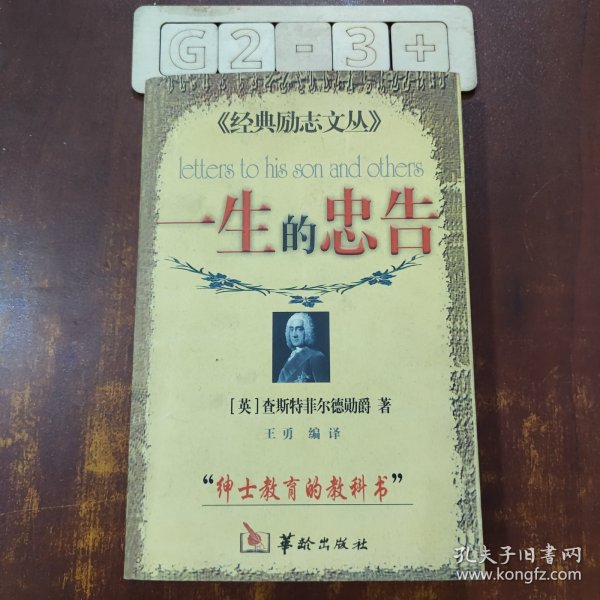 G2-3+
《经典励志文丛》
letters to his son and others
一生的忠告
[英]查斯特菲尔德勋爵 著
王勇 编译
“绅士教育的教科书”
华龄出版社
孔夫子旧书网
www.kongfz.com